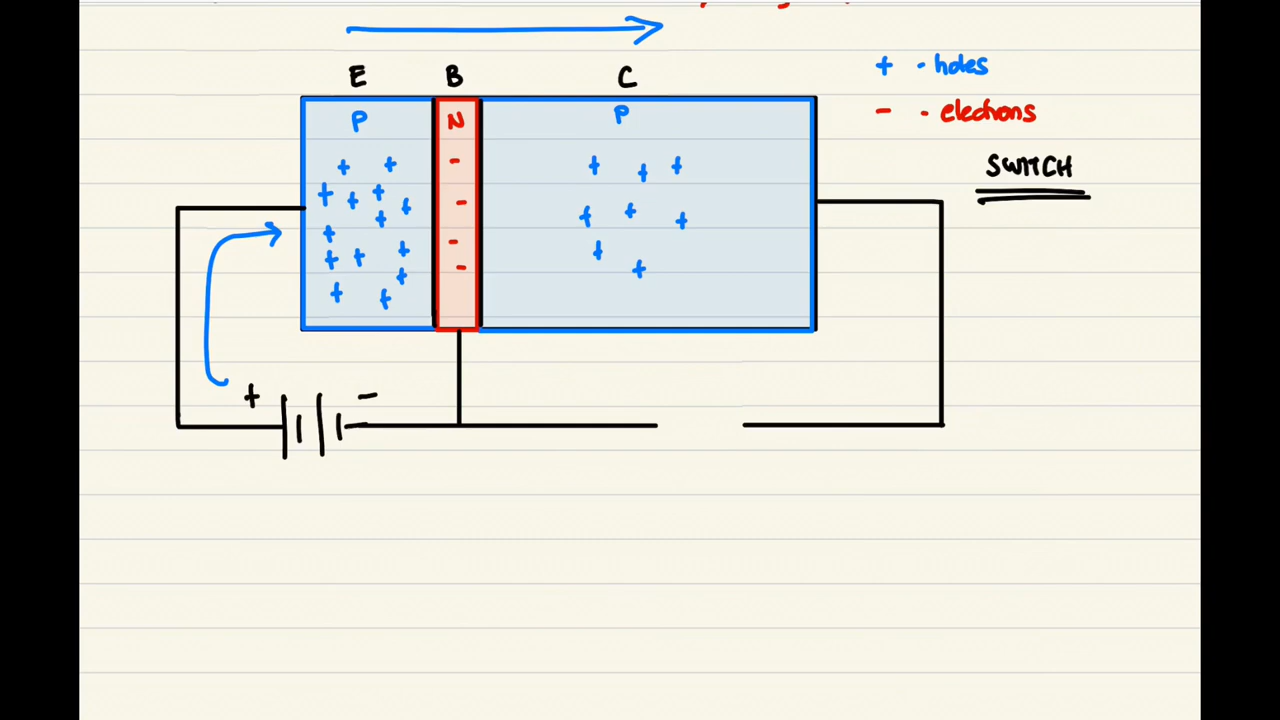 E B C
+ - holes
P N P
- - electrons
SWITCH
+ -